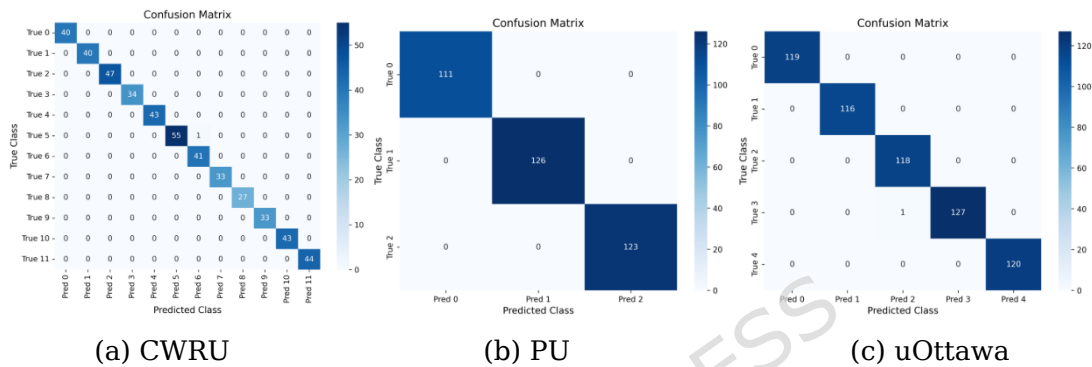 Confusion Matrix
True 0 40 0 0 0 0 0 0 0 0 0 0 0
True 1 0 40 0 0 0 0 0 0 0 0 0 0
True 2 0 0 47 0 0 0 0 0 0 0 0 0
True 3 0 0 0 34 0 0 0 0 0 0 0 0
True 4 0 0 0 0 43 0 0 0 0 0 0 0
True 5 0 0 0 0 0 55 1 0 0 0 0 0
True 6 0 0 0 0 0 0 41 0 0 0 0 0
True 7 0 0 0 0 0 0 0 33 0 0 0 0
True 8 0 0 0 0 0 0 0 0 27 0 0 0
True 9 0 0 0 0 0 0 0 0 0 33 0 0
True 10 0 0 0 0 0 0 0 0 0 0 43 0
True 11 0 0 0 0 0 0 0 0 0 0 0 44
True Class
Pred 0 Pred 1 Pred 2 Pred 3 Pred 4 Pred 5 Pred 6 Pred 7 Pred 8 Pred 9 Pred 10 Pred 11
Predicted Class
50
40
30
20
10
0
(a) CWRU
Confusion Matrix
True 0 111 0 0
True 1 0 126 0
True 2 0 0 123
True Class
Pred 0 Pred 1 Pred 2
Predicted Class
120
100
80
60
40
20
0
(b) PU
Confusion Matrix
True 0 119 0 0 0 0
True 1 0 116 0 0 0
True 2 0 0 118 0 0
True 3 0 0 1 127 0
True 4 0 0 0 0 120
True Class
Pred 0 Pred 1 Pred 2 Pred 3 Pred 4
Predicted Class
120
100
80
60
40
20
0
(c) uOttawa
ESS